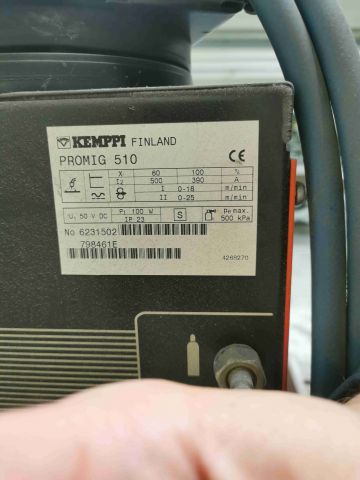 KEMPPI FINLAND
PROMIG 510
CE
X 60 100 %
I2 500 390 A
I 0-18 m/min
II 0-25 m/min
U1 50 V DC P1 100 W S Pe max.
IP 23 500 kPa
No 6231502
798461E
4268270